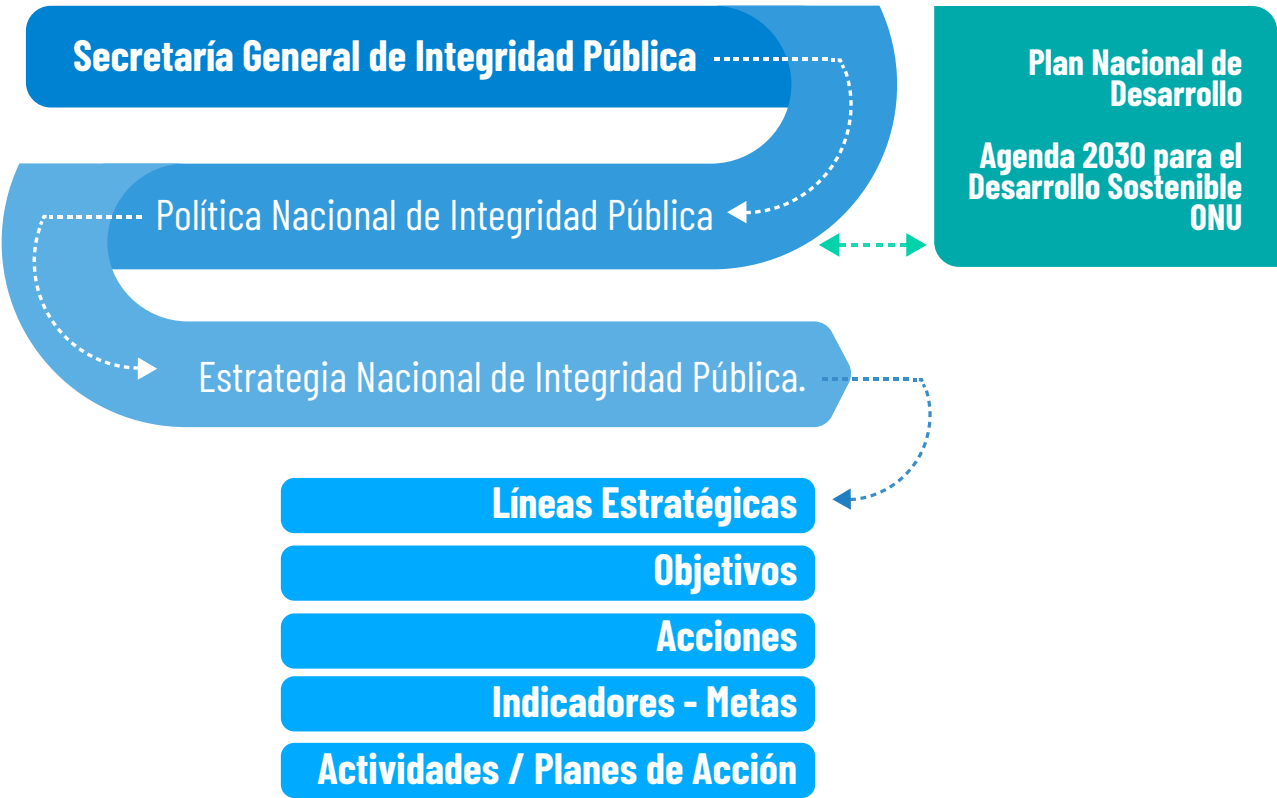 Secretaría General de Integridad Pública
Plan Nacional de
Desarrollo
Agenda 2030 para el
Desarrollo Sostenible
ONU
Política Nacional de Integridad Pública
Estrategia Nacional de Integridad Pública.
Líneas Estratégicas
Objetivos
Acciones
Indicadores - Metas
Actividades / Planes de Acción